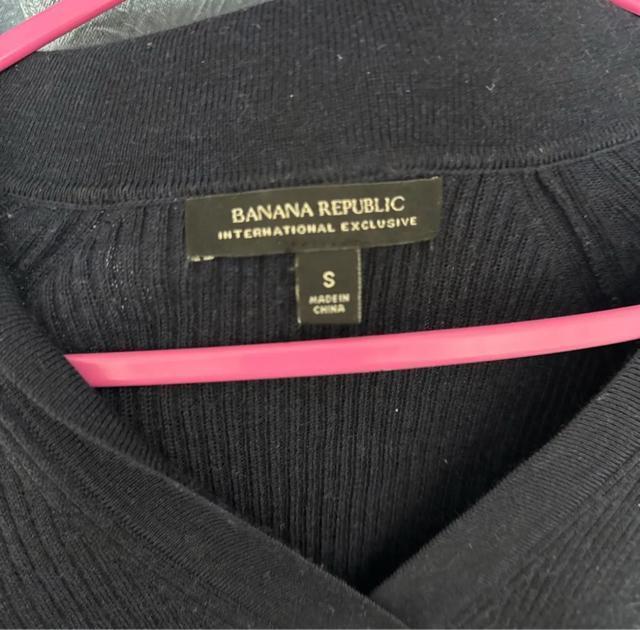 BANANA REPUBLIC
INTERNATIONAL EXCLUSIVE
S
MADE IN
CHINA